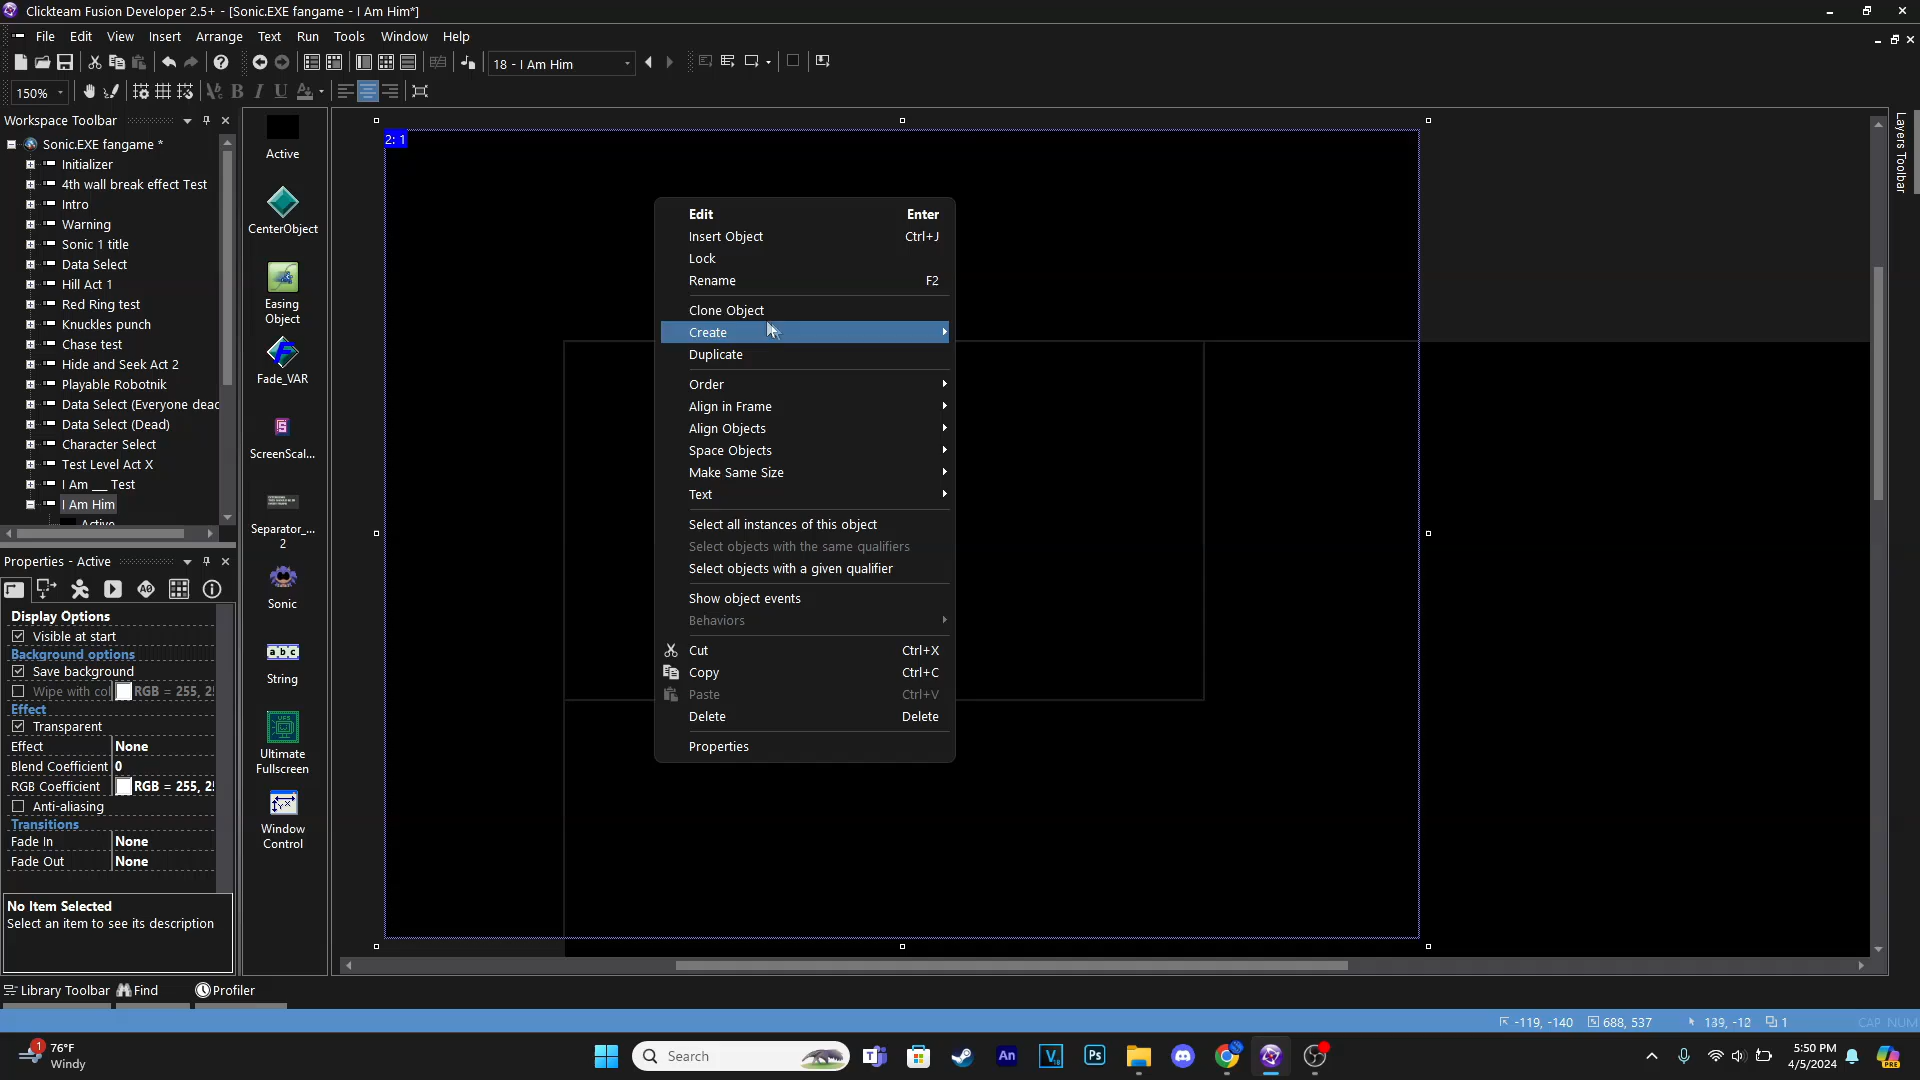 Clickteam Fusion Developer 2.5+ - [Sonic.EXE fangame - I Am Him*]
File Edit View Insert Arrange Text Run Tools Window Help
18 - I Am Him
150%
Workspace Toolbar
Sonic.EXE fangame *
Initializer
4th wall break effect Test
Intro
Warning
Sonic 1 title
Data Select
Hill Act 1
Red Ring test
Knuckles punch
Chase test
Hide and Seek Act 2
Playable Robotnik
Data Select (Everyone deac
Data Select (Dead)
Character Select
Test Level Act X
I Am ___ Test
I Am Him
Active
Properties - Active
Display Options
Visible at start
Background options
Save background
Wipe with col RGB = 255, 2
Effect
Transparent
Effect None
Blend Coefficient 0
RGB Coefficient RGB = 255, 2
Anti-aliasing
Transitions
Fade In None
Fade Out None
No Item Selected
Select an item to see its description
Library Toolbar Find Profiler
Active
CenterObject
Easing
Object
Fade_VAR
ScreenScal...
Separator_...
2
Sonic
a b c
String
UFS
Ultimate
Fullscreen
Window
Control
2: 1
Edit Enter
Insert Object Ctrl+J
Lock
Rename F2
Clone Object
Create
Duplicate
Order
Align in Frame
Align Objects
Space Objects
Make Same Size
Text
Select all instances of this object
Select objects with the same qualifiers
Select objects with a given qualifier
Show object events
Behaviors
Cut Ctrl+X
Copy Ctrl+C
Paste Ctrl+V
Delete Delete
Properties
Layers Toolbar
-119, -140 688, 537 139, -12 1 CAP NUM
1 76°F
Windy
Search
An
Ps
5:50 PM
4/5/2024
PRE